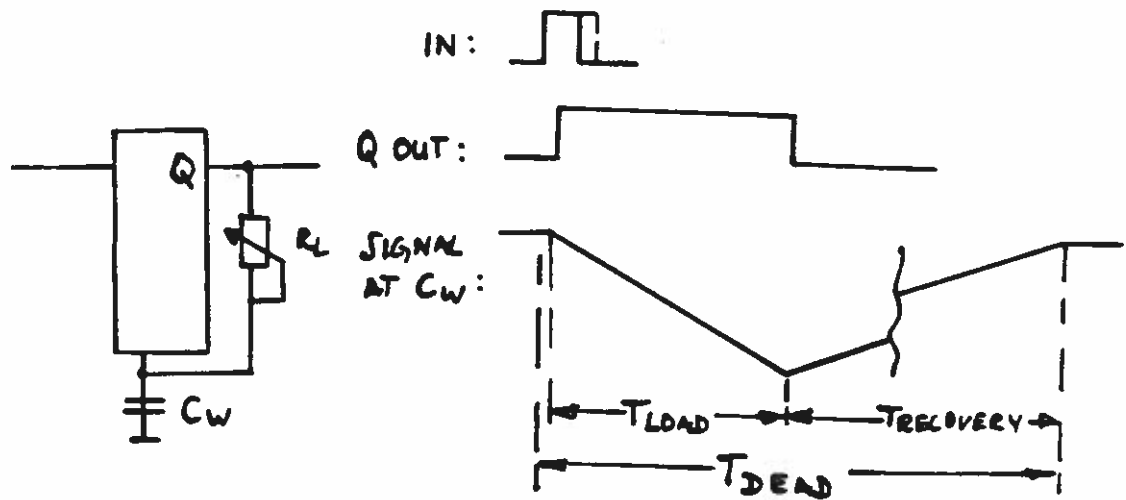 IN:
Q OUT:
Q
RL
SIGNAL
AT CW:
CW
TLOAD
TRECOVERY
TDEAD